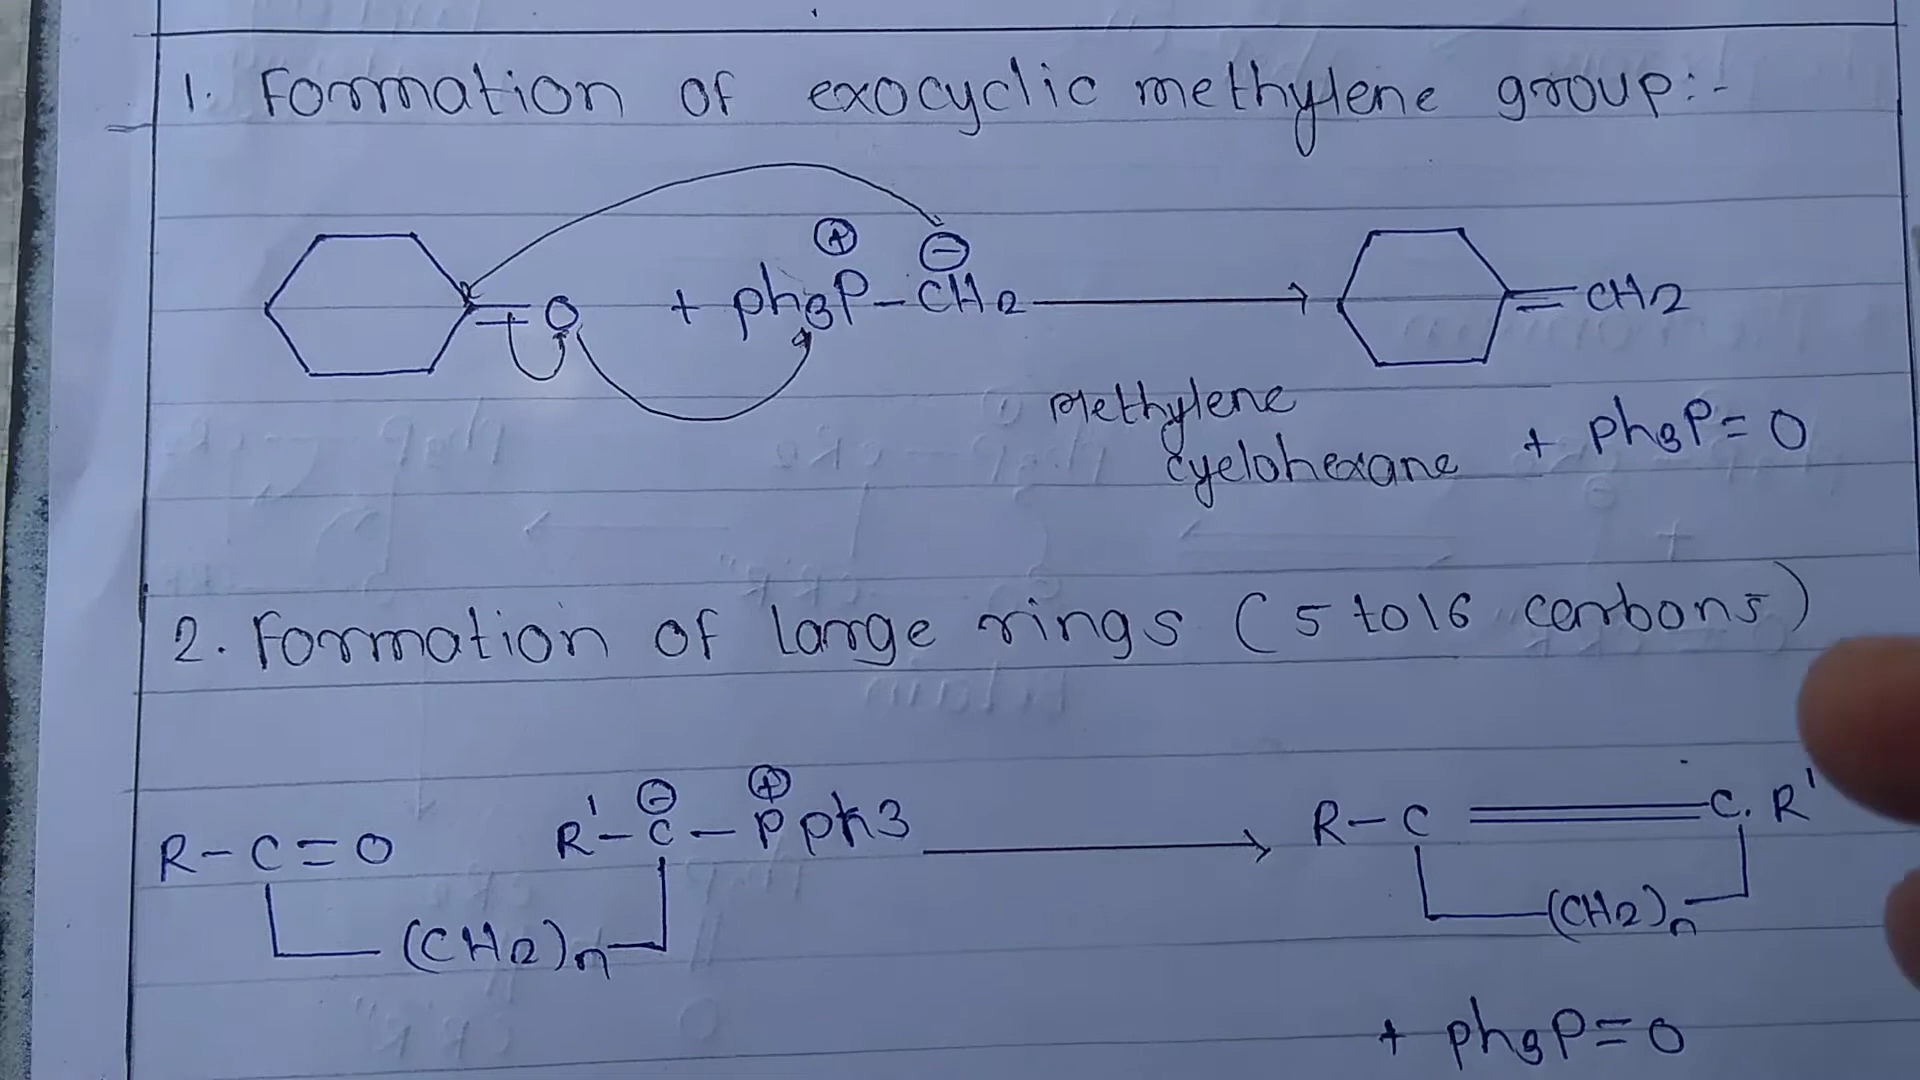 1. Formation of exocyclic methylene group:-
=O + ph3P⊕-CH2⊖ → =CH2
Methylene cyclohexane + ph3P=O
2. Formation of large rings (5 to 16 carbons)
R-C=O R'-C⊖-P⊕ph3 → R-C=C.R'
(CH2)n (CH2)n
+ ph3P=O